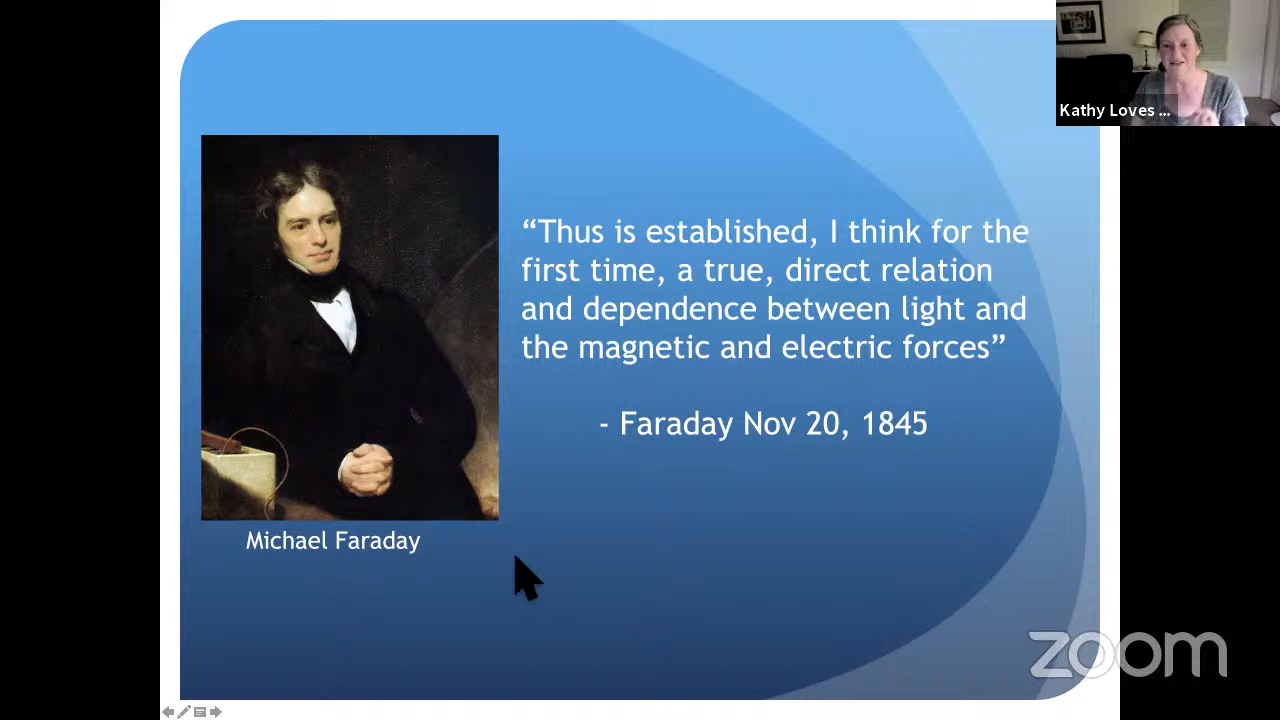 Kathy Loves ...
“Thus is established, I think for the
first time, a true, direct relation
and dependence between light and
the magnetic and electric forces”
- Faraday Nov 20, 1845
Michael Faraday
zoom